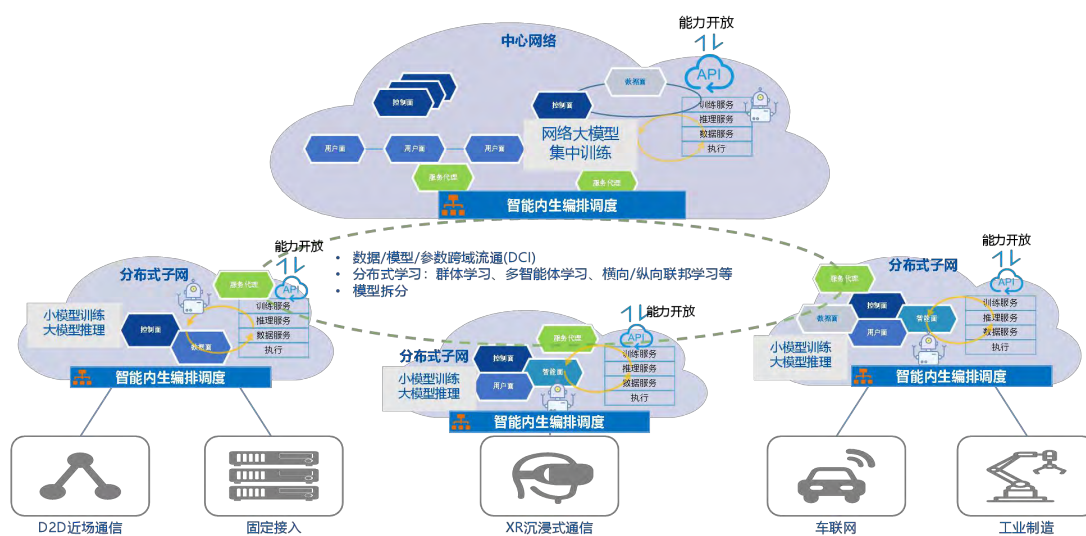 能力开放
中心网络
API
数据面
控制面
控制面
训练服务
推理服务
数据服务
执行
网络大模型
集中训练
用户面
用户面
用户面
服务代理
服务代理
智能内生编排调度
能力开放
分布式子网
服务代理
API
小模型训练
大模型推理
控制面
数据面
训练服务
推理服务
数据服务
执行
智能内生编排调度
• 数据/模型/参数跨域流通(DCI)
• 分布式学习：群体学习、多智能体学习、横向/纵向联邦学习等
• 模型拆分
能力开放
分布式子网
服务代理
API
控制面
智能面
用户面
小模型训练
大模型推理
训练服务
推理服务
数据服务
执行
智能内生编排调度
能力开放
分布式子网
服务代理
API
控制面
数据面
智能面
用户面
小模型训练
大模型推理
训练服务
推理服务
数据服务
执行
智能内生编排调度
D2D近场通信
固定接入
XR沉浸式通信
车联网
工业制造